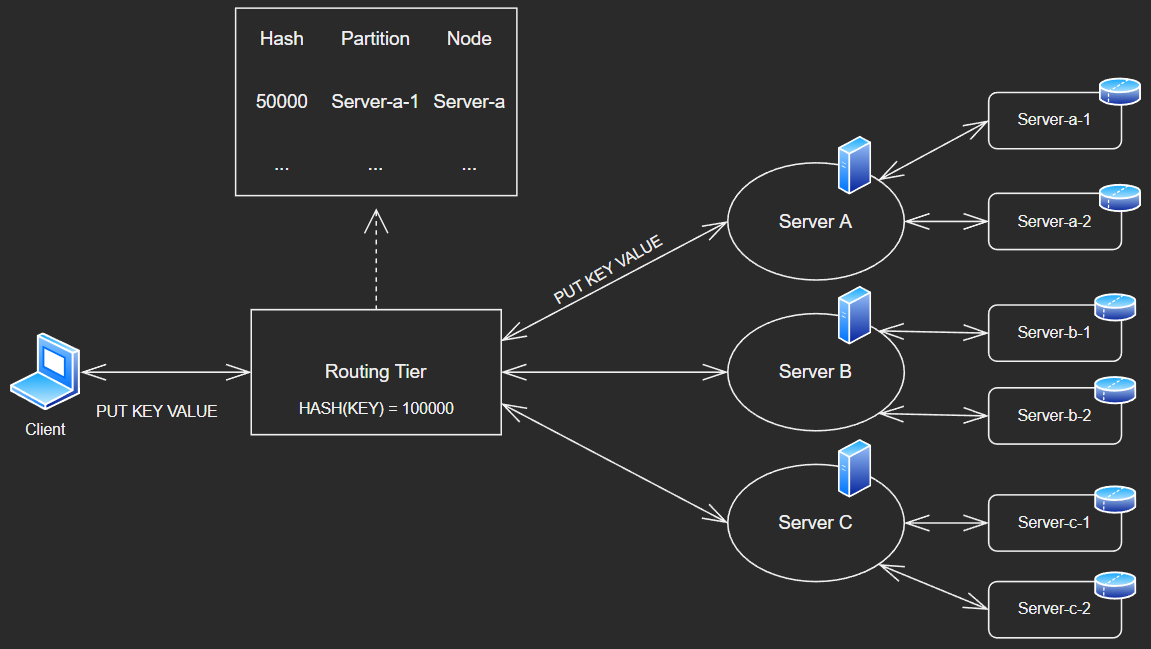 Hash Partition Node
50000 Server-a-1 Server-a
... ... ...
Client
PUT KEY VALUE
Routing Tier
HASH(KEY) = 100000
PUT KEY VALUE
Server A
Server B
Server C
Server-a-1
Server-a-2
Server-b-1
Server-b-2
Server-c-1
Server-c-2